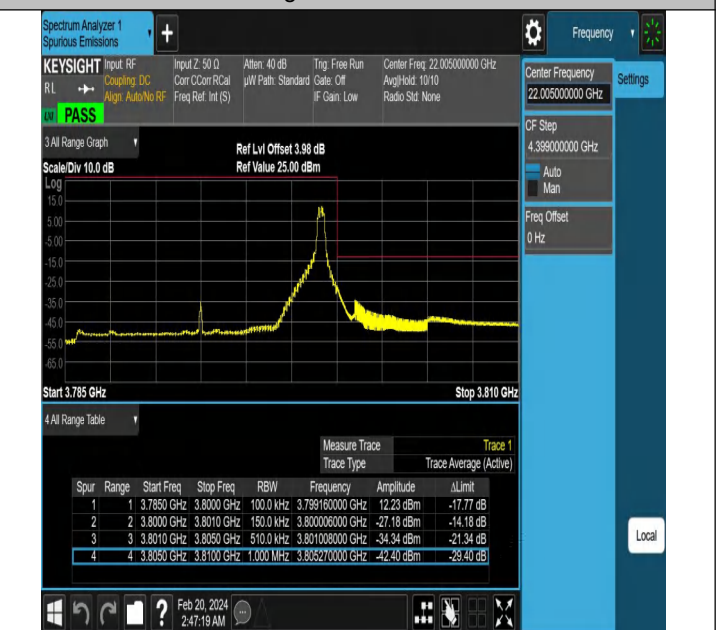 Spectrum Analyzer 1
Spurious Emissions
Frequency
KEYSIGHT
RL
PASS
Input: RF
Coupling: DC
Align: Auto/No RF
Input Z: 50 Ω
Corr CCorr RCal
Freq Ref: Int (S)
Atten: 40 dB
µW Path: Standard
Trig: Free Run
Gate: Off
IF Gain: Low
Center Freq: 22.005000000 GHz
Avg|Hold: 10/10
Radio Std: None
Center Frequency
22.005000000 GHz
Settings
CF Step
4.399000000 GHz
Auto
Man
Freq Offset
0 Hz
3 All Range Graph
Scale/Div 10.0 dB
Ref Lvl Offset 3.98 dB
Ref Value 25.00 dBm
Log
15.0
5.00
-5.00
-15.0
-25.0
-35.0
-45.0
-55.0
-65.0
Start 3.785 GHz
Stop 3.810 GHz
4 All Range Table
Measure Trace Trace 1
Trace Type Trace Average (Active)
Spur Range Start Freq Stop Freq RBW Frequency Amplitude ΔLimit
1 1 3.7850 GHz 3.8000 GHz 100.0 kHz 3.799160000 GHz 12.23 dBm -17.77 dB
2 2 3.8000 GHz 3.8010 GHz 150.0 kHz 3.800006000 GHz -27.18 dBm -14.18 dB
3 3 3.8010 GHz 3.8050 GHz 510.0 kHz 3.801008000 GHz -34.34 dBm -21.34 dB
4 4 3.8050 GHz 3.8100 GHz 1.000 MHz 3.805270000 GHz -42.40 dBm -29.40 dB
Local
?
Feb 20, 2024
2:47:19 AM